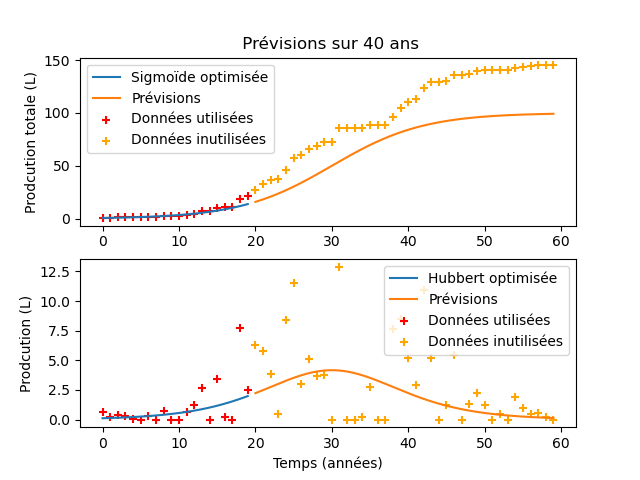 Prévisions sur 40 ans
Prodcution totale (L)
150
100
50
0
Sigmoïde optimisée
Prévisions
Données utilisées
Données inutilisées
0 10 20 30 40 50 60
Prodcution (L)
12.5
10.0
7.5
5.0
2.5
0.0
Hubbert optimisée
Prévisions
Données utilisées
Données inutilisées
0 10 20 30 40 50 60
Temps (années)